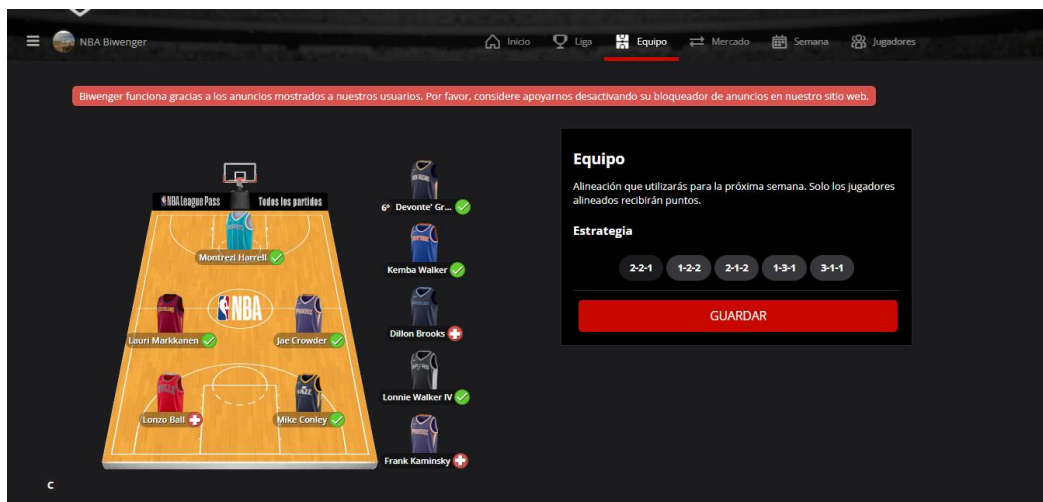 NBA Biwenger
Inicio
Liga
Equipo
Mercado
Semana
Jugadores
Biwenger funciona gracias a los anuncios mostrados a nuestros usuarios. Por favor, considere apoyarnos desactivando su bloqueador de anuncios en nuestro sitio web.
NBA League Pass
Todos los partidos
Montrezl Harrell
NBA
Lauri Markkanen
Jae Crowder
Lonzo Ball
Mike Conley
6º Devonte' Gr...
Kemba Walker
Dillon Brooks
Lonnie Walker IV
Frank Kaminsky
C
Equipo
Alineación que utilizarás para la próxima semana. Solo los jugadores
alineados recibirán puntos.
Estrategia
2-2-1 1-2-2 2-1-2 1-3-1 3-1-1
GUARDAR